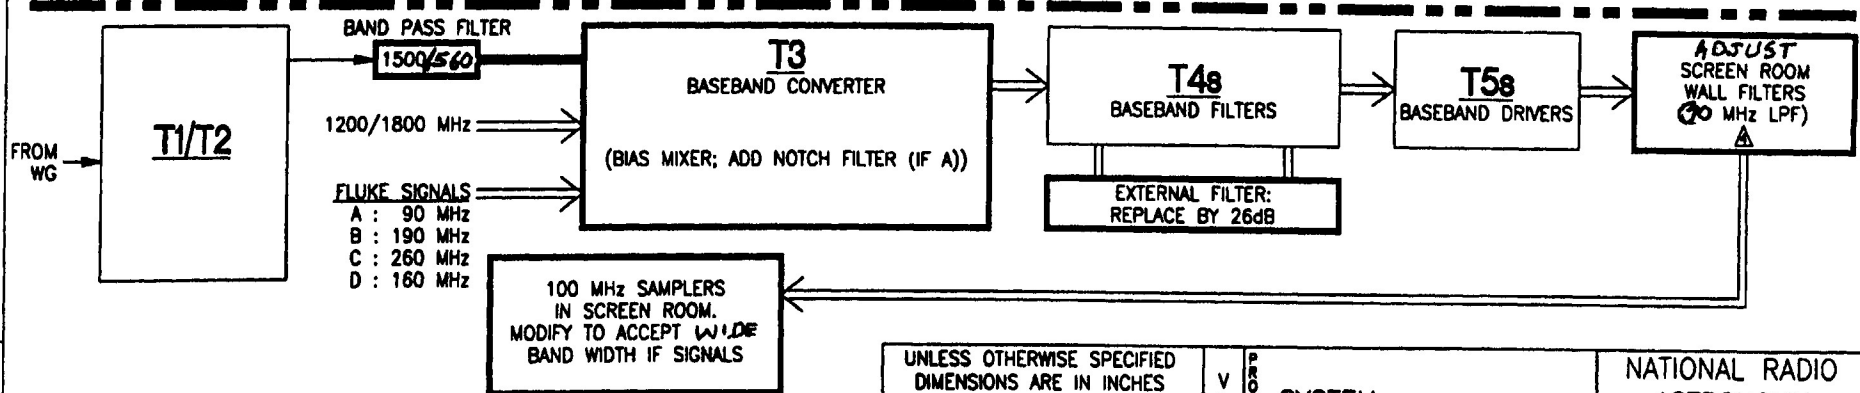 BAND PASS FILTER
1500/560
T1/T2
FROM
WG
1200/1800 MHz
FLUKE SIGNALS
A : 90 MHz
B : 190 MHz
C : 260 MHz
D : 160 MHz
T3
BASEBAND CONVERTER
(BIAS MIXER; ADD NOTCH FILTER (IF A))
T4s
BASEBAND FILTERS
EXTERNAL FILTER:
REPLACE BY 26dB
T5s
BASEBAND DRIVERS
ADJUST
SCREEN ROOM
WALL FILTERS
MHz LPF)
100 MHz SAMPLERS
IN SCREEN ROOM.
MODIFY TO ACCEPT WIDE
BAND WIDTH IF SIGNALS
UNLESS OTHERWISE SPECIFIED
DIMENSIONS ARE IN INCHES
V
PRO
NATIONAL RADIO